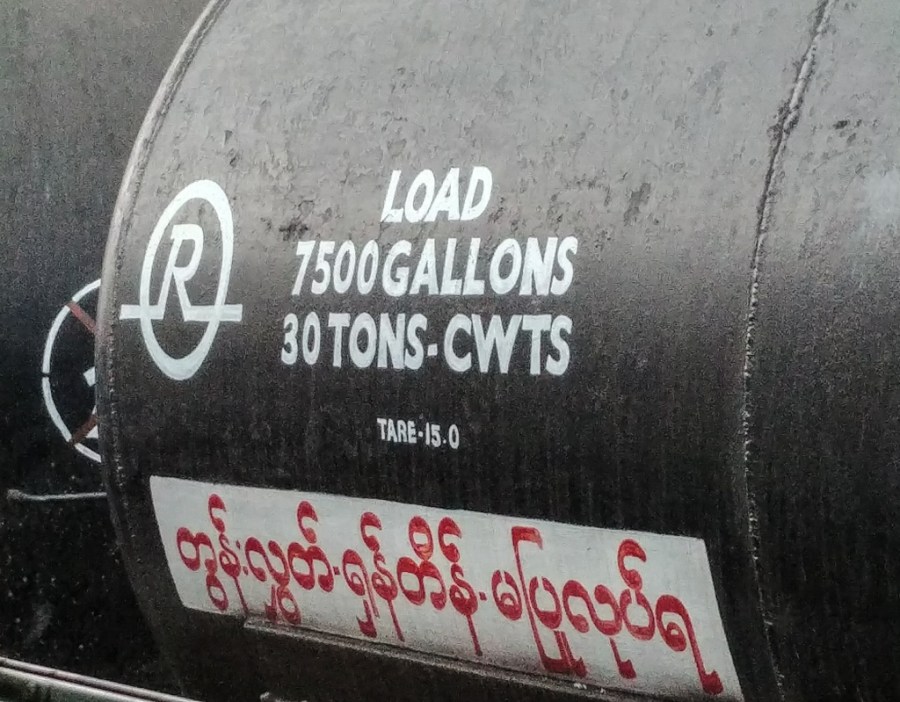 R
LOAD
7500 GALLONS
30 TONS-CWTS
TARE-15.0
တွန်းလွှတ်-ရှန်တိန်-မပြုလုပ်ရ